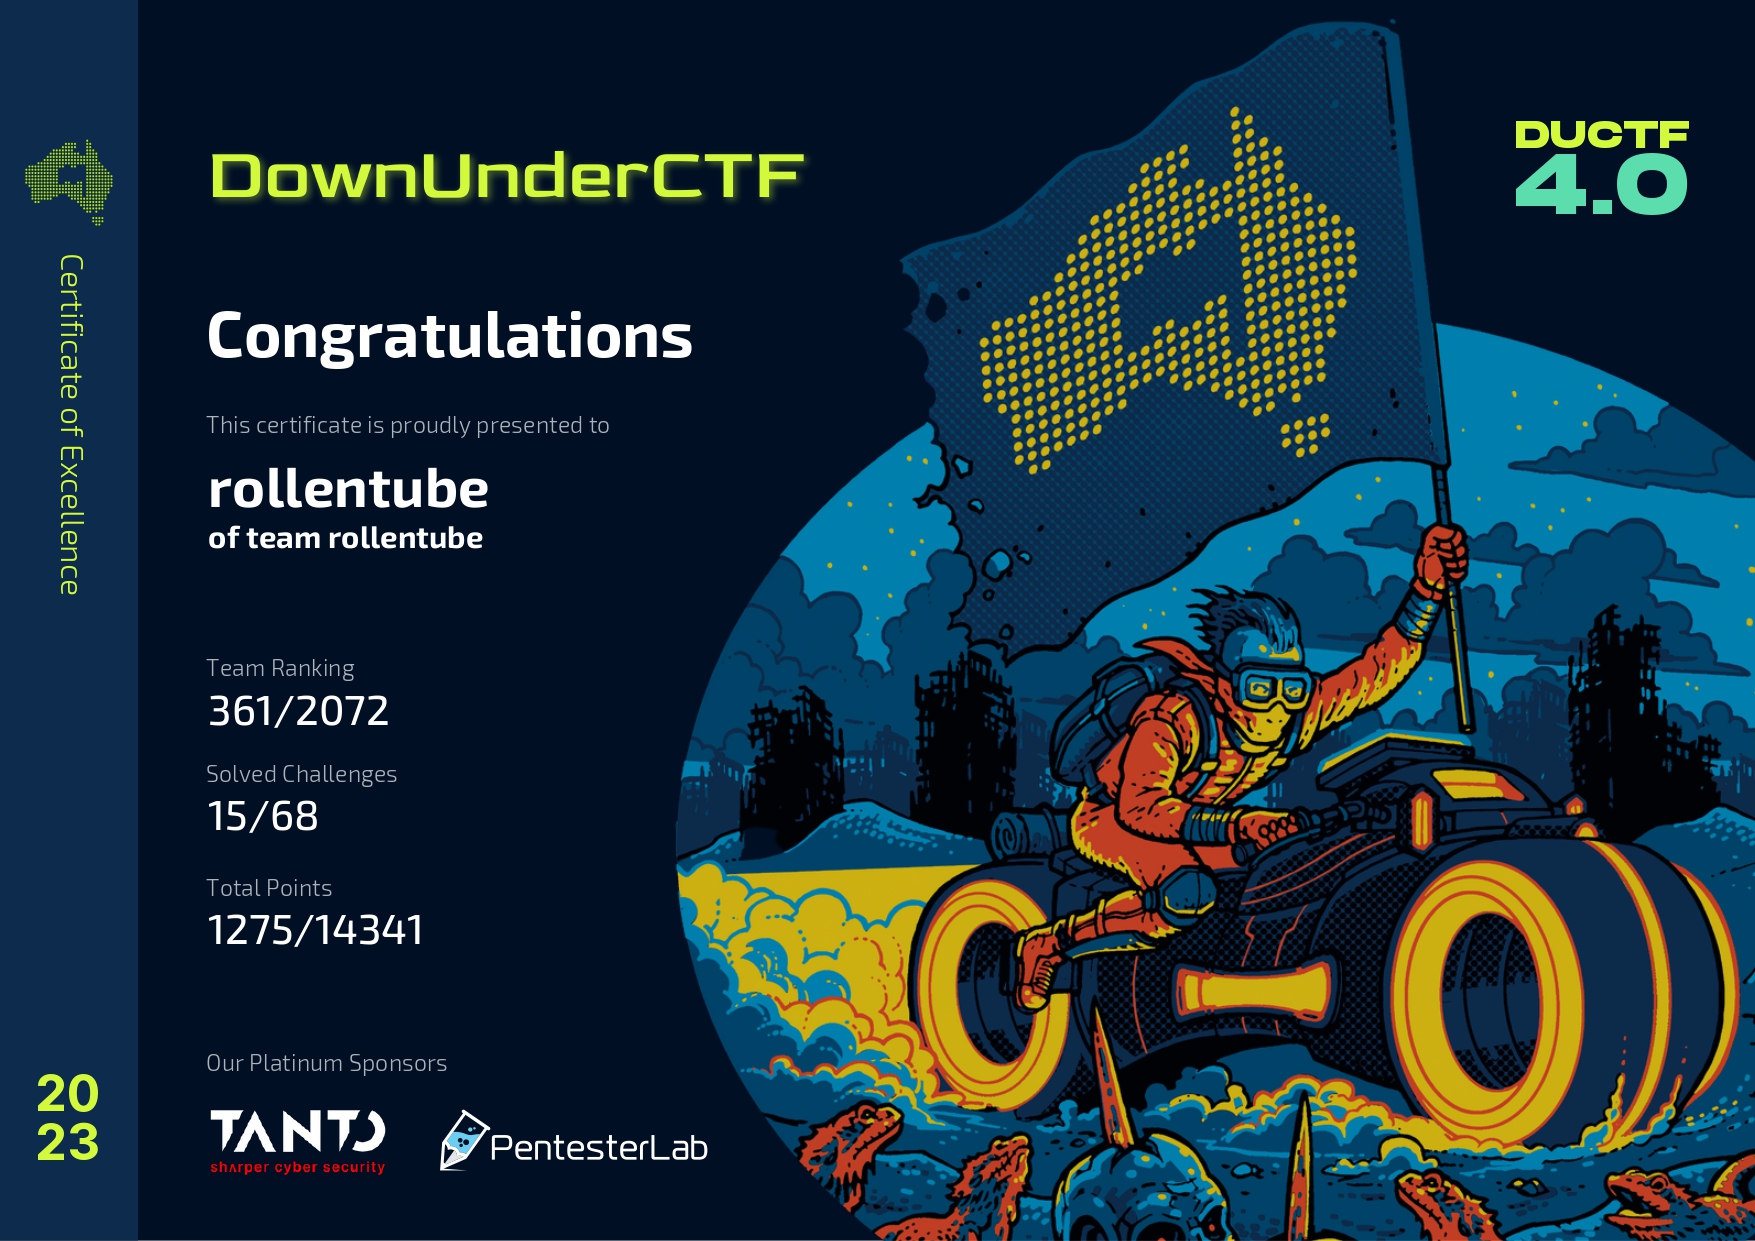 Certificate of Excellence
20
23
DownUnderCTF
DUCTF
4.0
Congratulations
This certificate is proudly presented to
rollentube
of team rollentube
Team Ranking
361/2072
Solved Challenges
15/68
Total Points
1275/14341
Our Platinum Sponsors
TANTO
shɅrper cyber security
PentesterLab